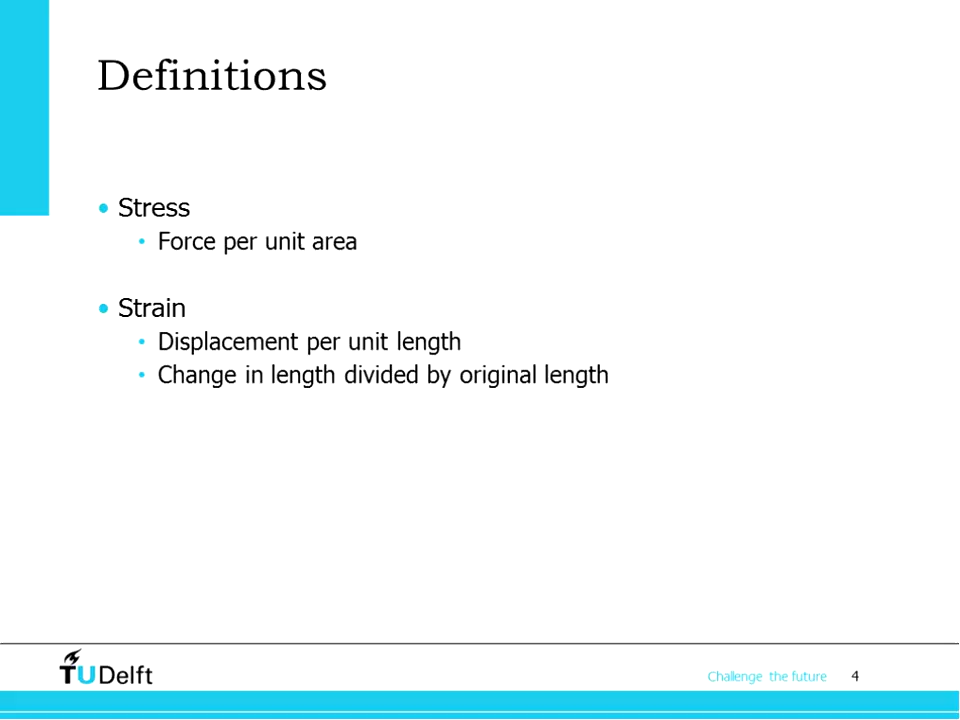 Definitions
• Stress
• Force per unit area
• Strain
• Displacement per unit length
• Change in length divided by original length
TUDelft
Challenge the future 4